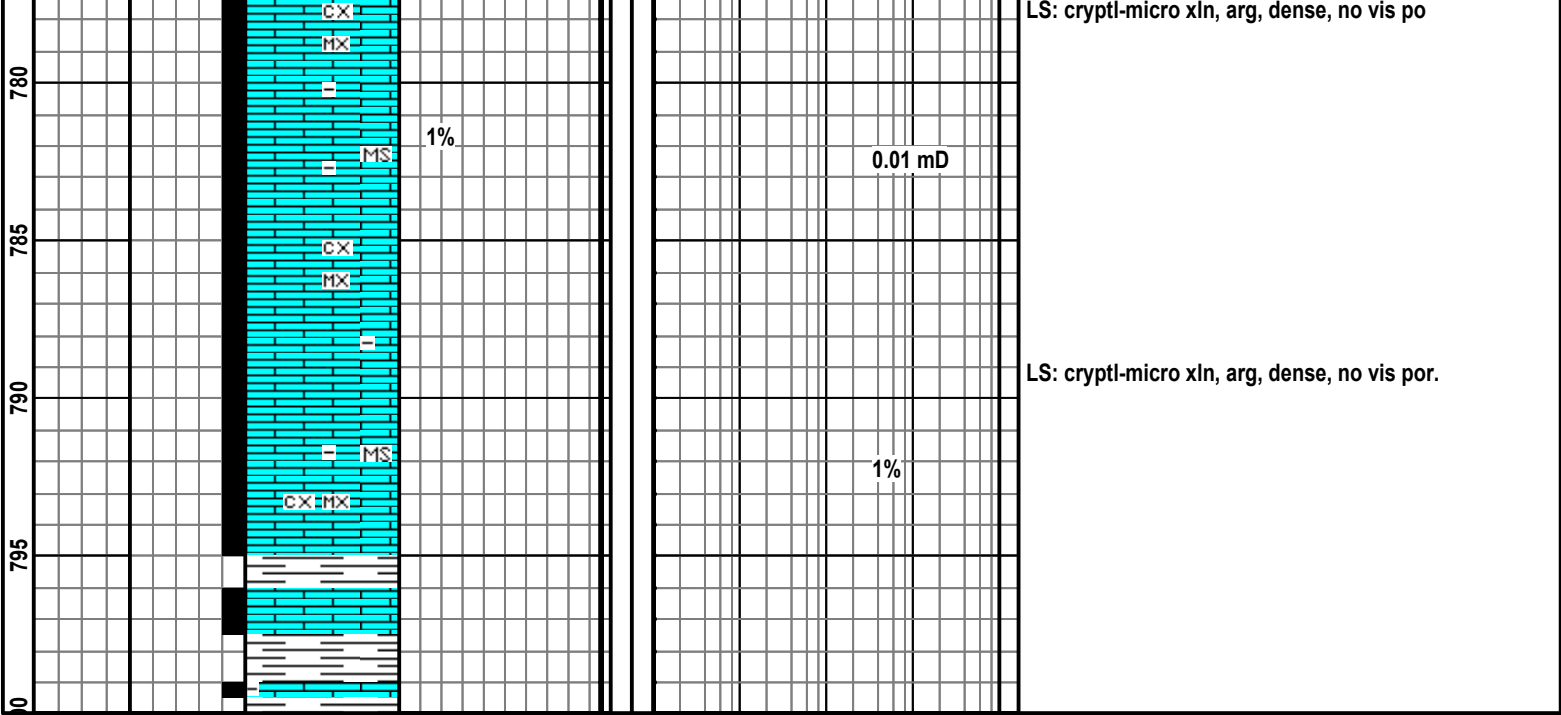 CX
LS: cryptl-micro xln, arg, dense, no vis po
MX
780
1%
MS
0.01 mD
785
CX
MX
LS: cryptl-micro xln, arg, dense, no vis por.
790
MS
1%
CX MX
795
00